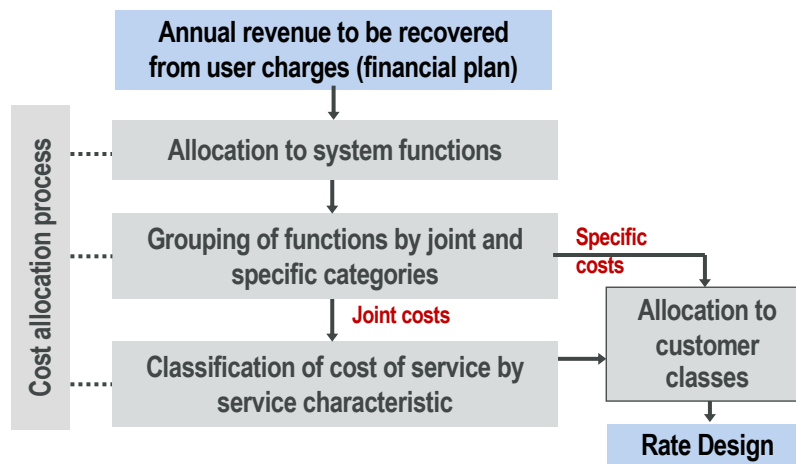 Annual revenue to be recovered
from user charges (financial plan)
Cost allocation process
Allocation to system functions
Grouping of functions by joint and
specific categories
Specific
costs
Joint costs
Classification of cost of service by
service characteristic
Allocation to
customer
classes
Rate Design